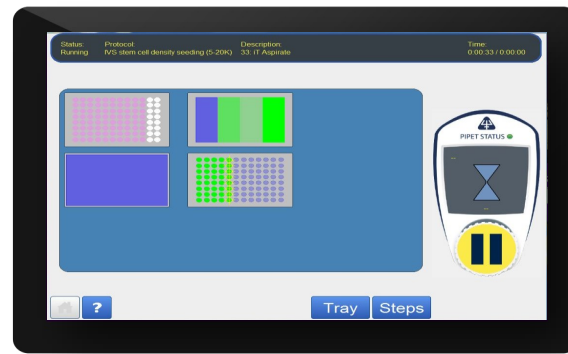 Status: Protocol: Description: Time:
Running IVS stem cell density seeding (5-20K) 33: iT Aspirate 0:00:33 / 0:00:00
PIPET STATUS
?
Tray Steps